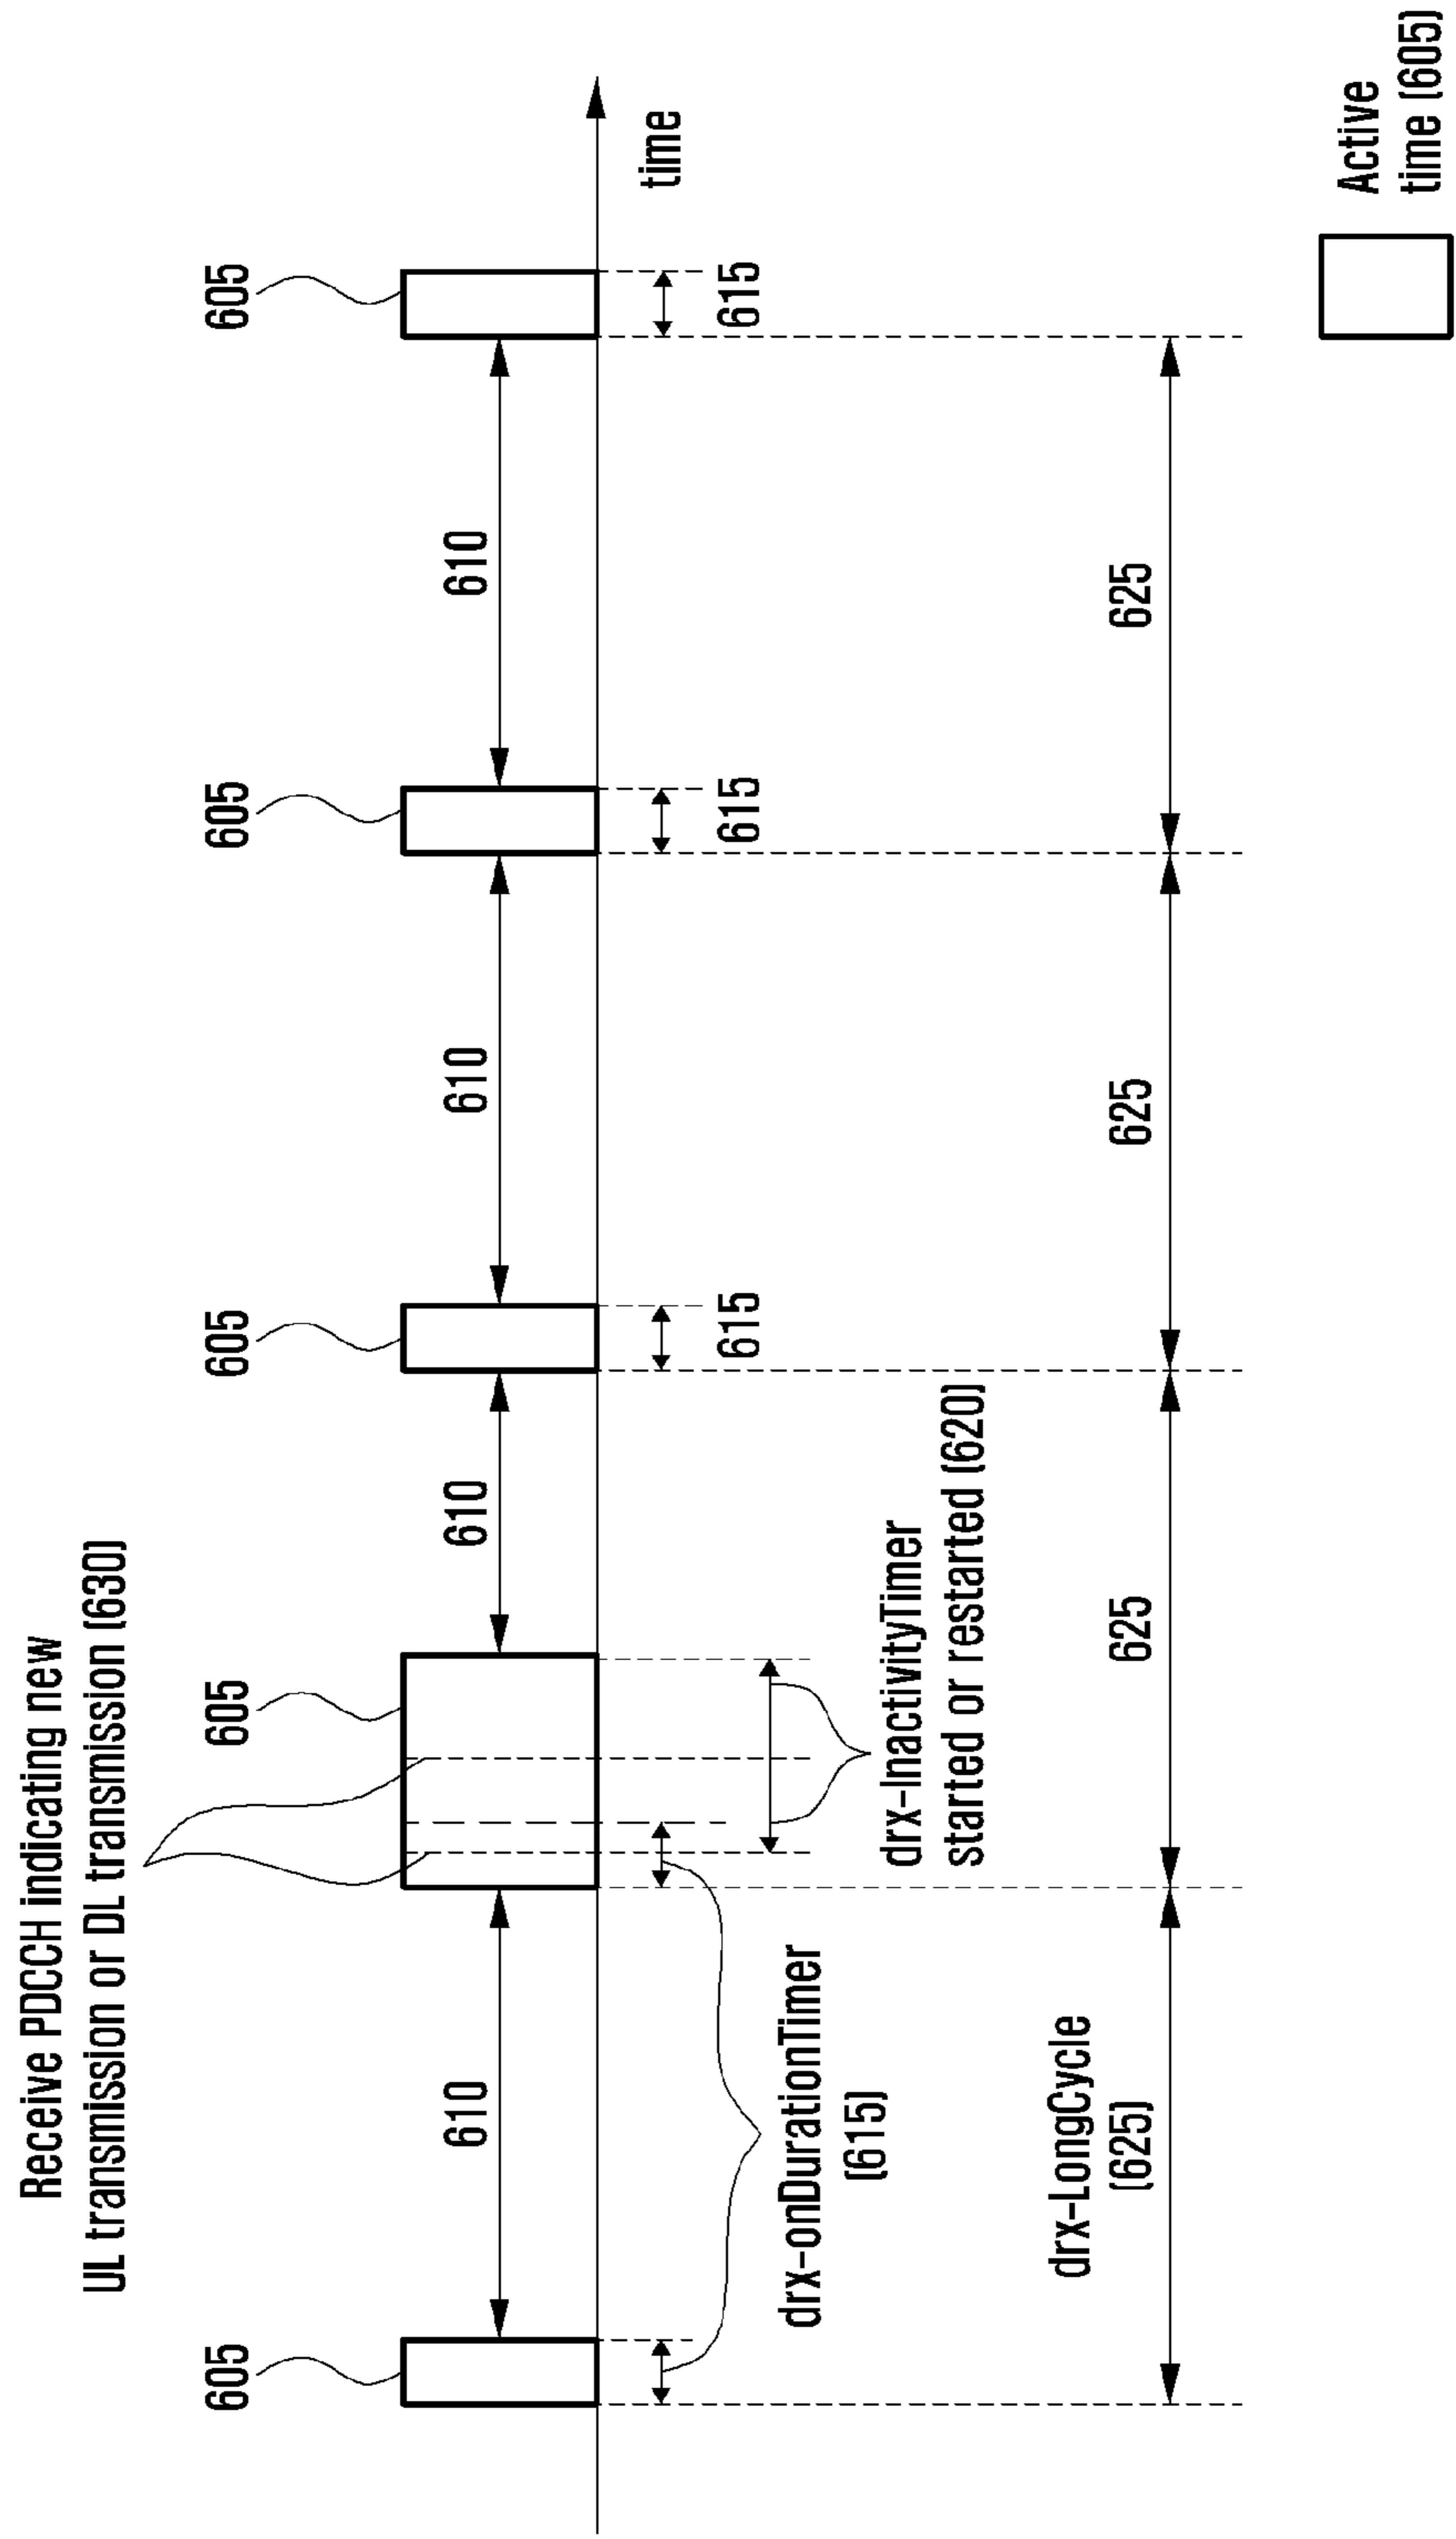 Receive PDCCH indicating new
UL transmission or DL transmission (630)
605
605
605
605
605
610
610
610
610
time
615
615
615
drx-onDurationTimer
(615)
drx-InactivityTimer
started or restarted (620)
drx-LongCycle
(625)
625
625
625
Active
time (605)